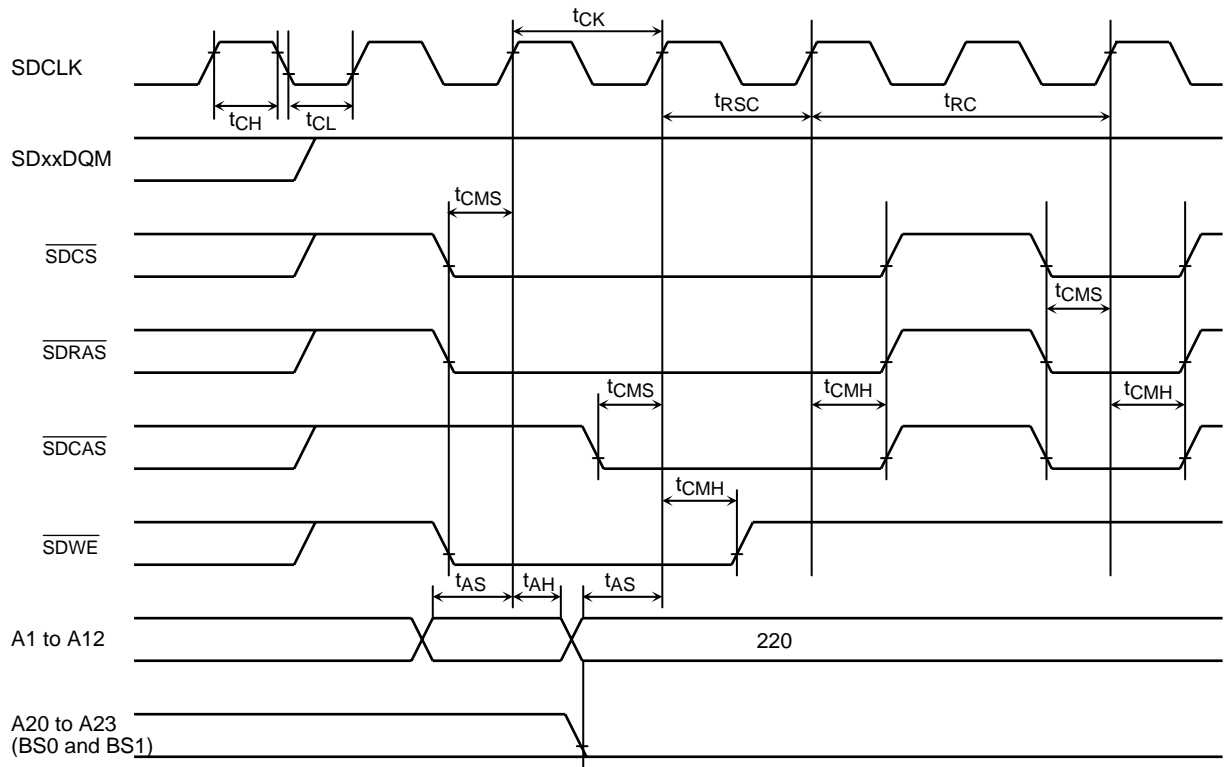 tCK
SDCLK
tRSC
tRC
tCH
tCL
SDxxDQM
tCMS
SDCS
tCMS
SDRAS
tCMS
tCMH
tCMH
SDCAS
tCMH
SDWE
tAS
tAH
tAS
A1 to A12
220
A20 to A23
(BS0 and BS1)